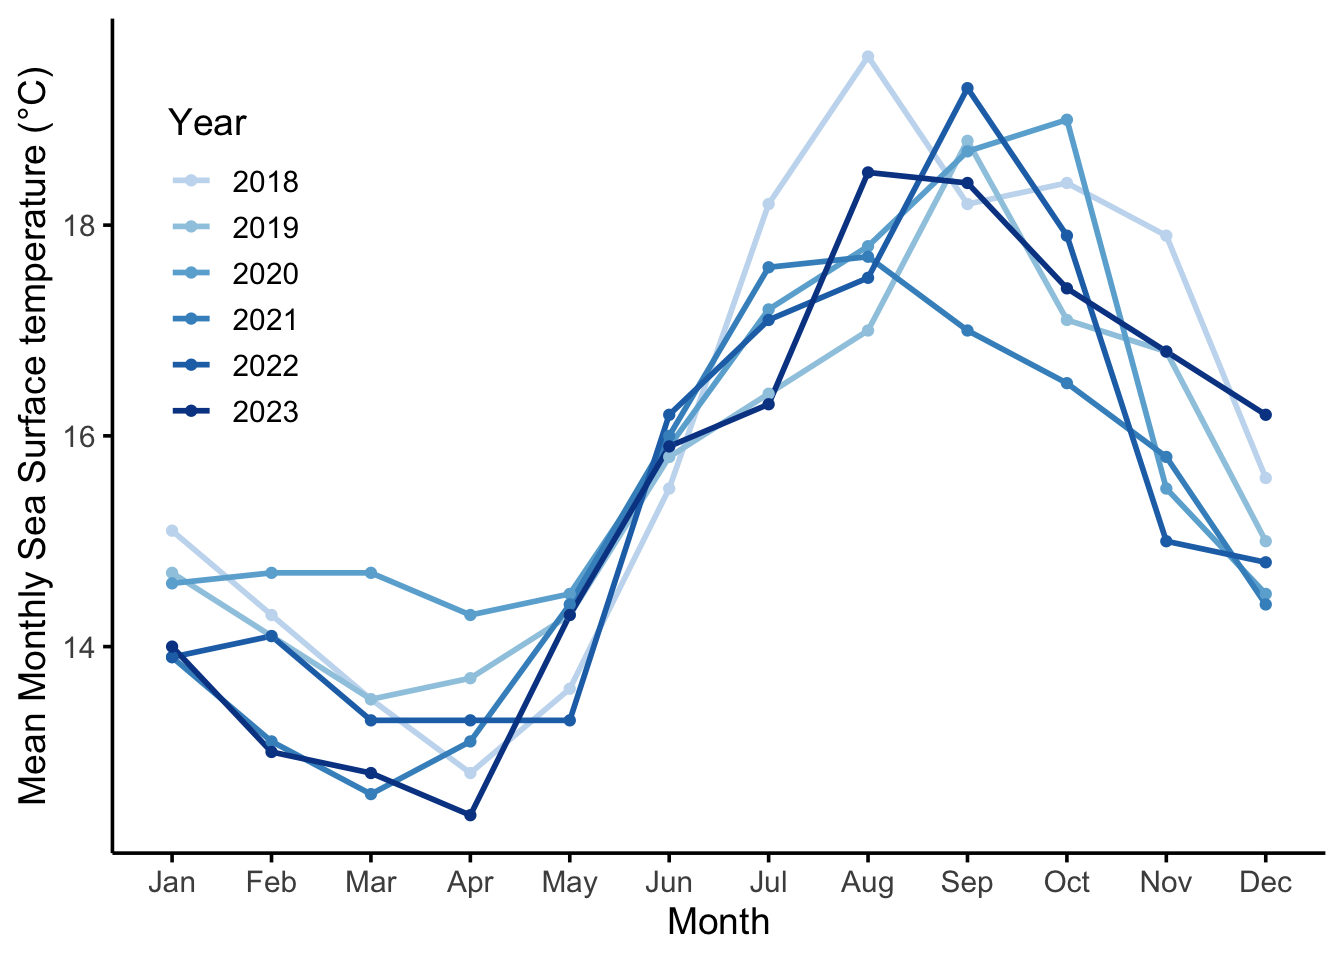 Mean Monthly Sea Surface temperature (°C)
Year
2018
2019
2020
2021
2022
2023
18
16
14
Jan Feb Mar Apr May Jun Jul Aug Sep Oct Nov Dec
Month